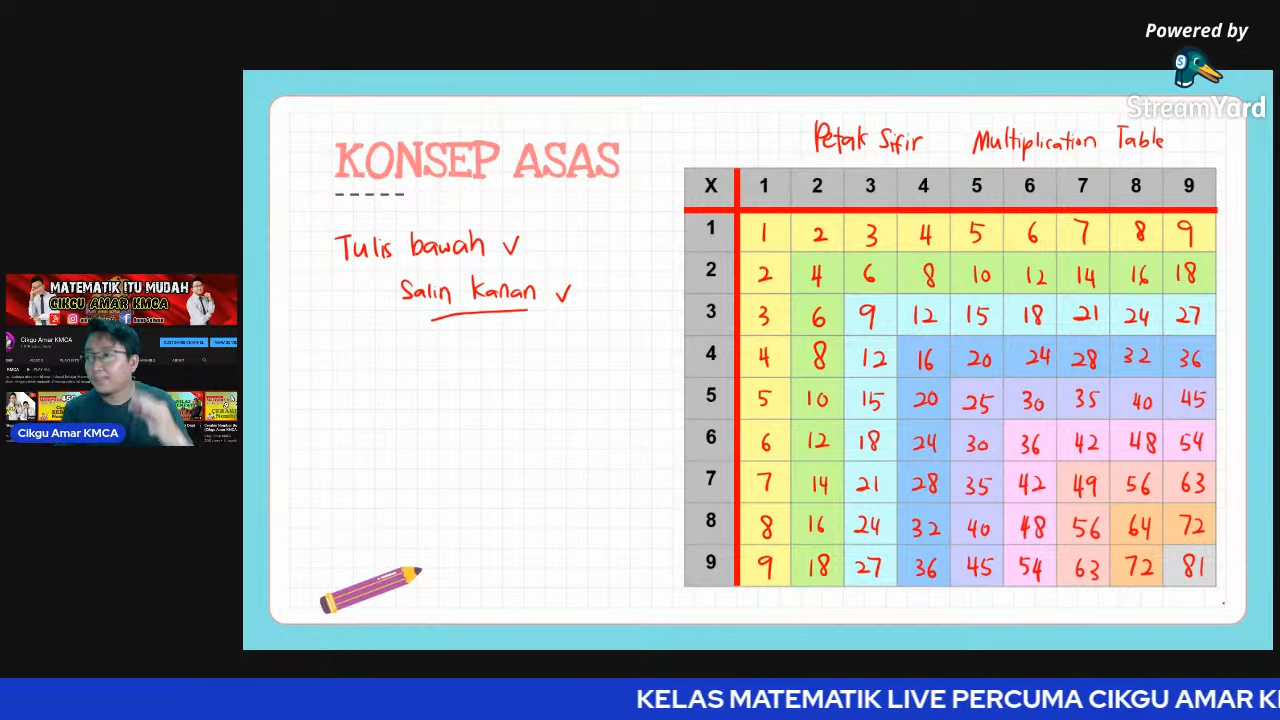 Powered by
StreamYard
KONSEP ASAS
Tulis bawah ✓
Salin kanan ✓
Petak Sifir Multiplication Table
X 1 2 3 4 5 6 7 8 9
1 1 2 3 4 5 6 7 8 9
2 2 4 6 8 10 12 14 16 18
3 3 6 9 12 15 18 21 24 27
4 4 8 12 16 20 24 28 32 36
5 5 10 15 20 25 30 35 40 45
6 6 12 18 24 30 36 42 48 54
7 7 14 21 28 35 42 49 56 63
8 8 16 24 32 40 48 56 64 72
9 9 18 27 36 45 54 63 72 81
MATEMATIK ITU MUDAH
CIKGU AMAR KMCA
Cikgu Amar KMCA
Cikgu Amar KMCA
KELAS MATEMATIK LIVE PERCUMA CIKGU AMAR